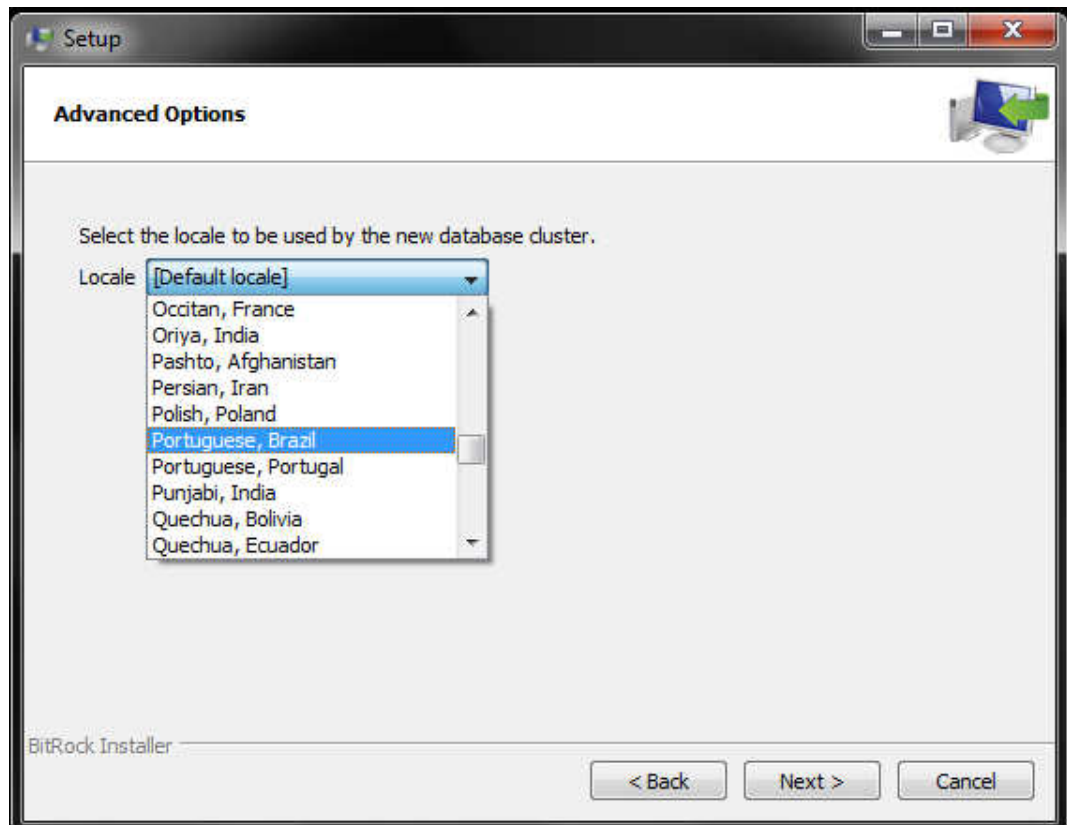 Setup
Advanced Options
Select the locale to be used by the new database cluster.
Locale [Default locale]
Occitan, France
Oriya, India
Pashto, Afghanistan
Persian, Iran
Polish, Poland
Portuguese, Brazil
Portuguese, Portugal
Punjabi, India
Quechua, Bolivia
Quechua, Ecuador
BitRock Installer
< Back Next > Cancel